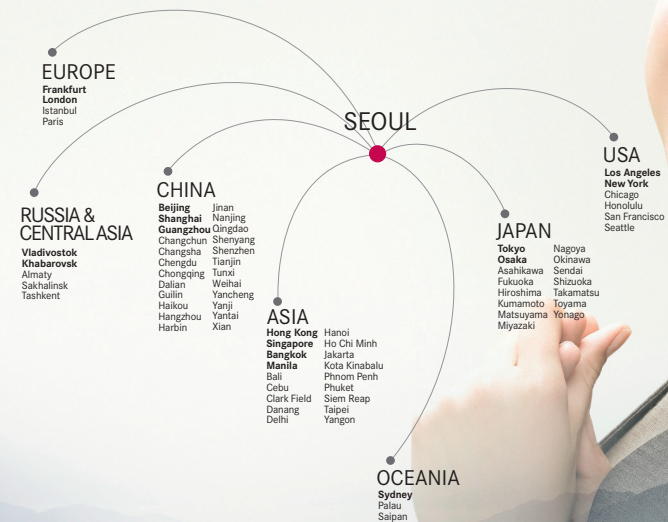 EUROPE
Frankfurt
London
Istanbul
Paris
SEOUL
USA
Los Angeles
New York
Chicago
Honolulu
San Francisco
Seattle
RUSSIA &
CENTRAL ASIA
Vladivostok
Khabarovsk
Almaty
Sakhalinsk
Tashkent
CHINA
Beijing
Shanghai
Guangzhou
Changchun
Changsha
Chengdu
Chongqing
Dalian
Guilin
Haikou
Hangzhou
Harbin
Jinan
Nanjing
Qingdao
Shenyang
Shenzhen
Tianjin
Tunxi
Weihai
Yancheng
Yanji
Yantai
Xian
JAPAN
Tokyo
Osaka
Asahikawa
Fukuoka
Hiroshima
Kumamoto
Matsuyama
Miyazaki
Nagoya
Okinawa
Sendai
Shizuoka
Takamatsu
Toyama
Yonago
ASIA
Hong Kong
Singapore
Bangkok
Manila
Bali
Cebu
Clark Field
Danang
Delhi
Hanoi
Ho Chi Minh
Jakarta
Kota Kinabalu
Phnom Penh
Phuket
Siem Reap
Taipei
Yangon
OCEANIA
Sydney
Palau
Saipan